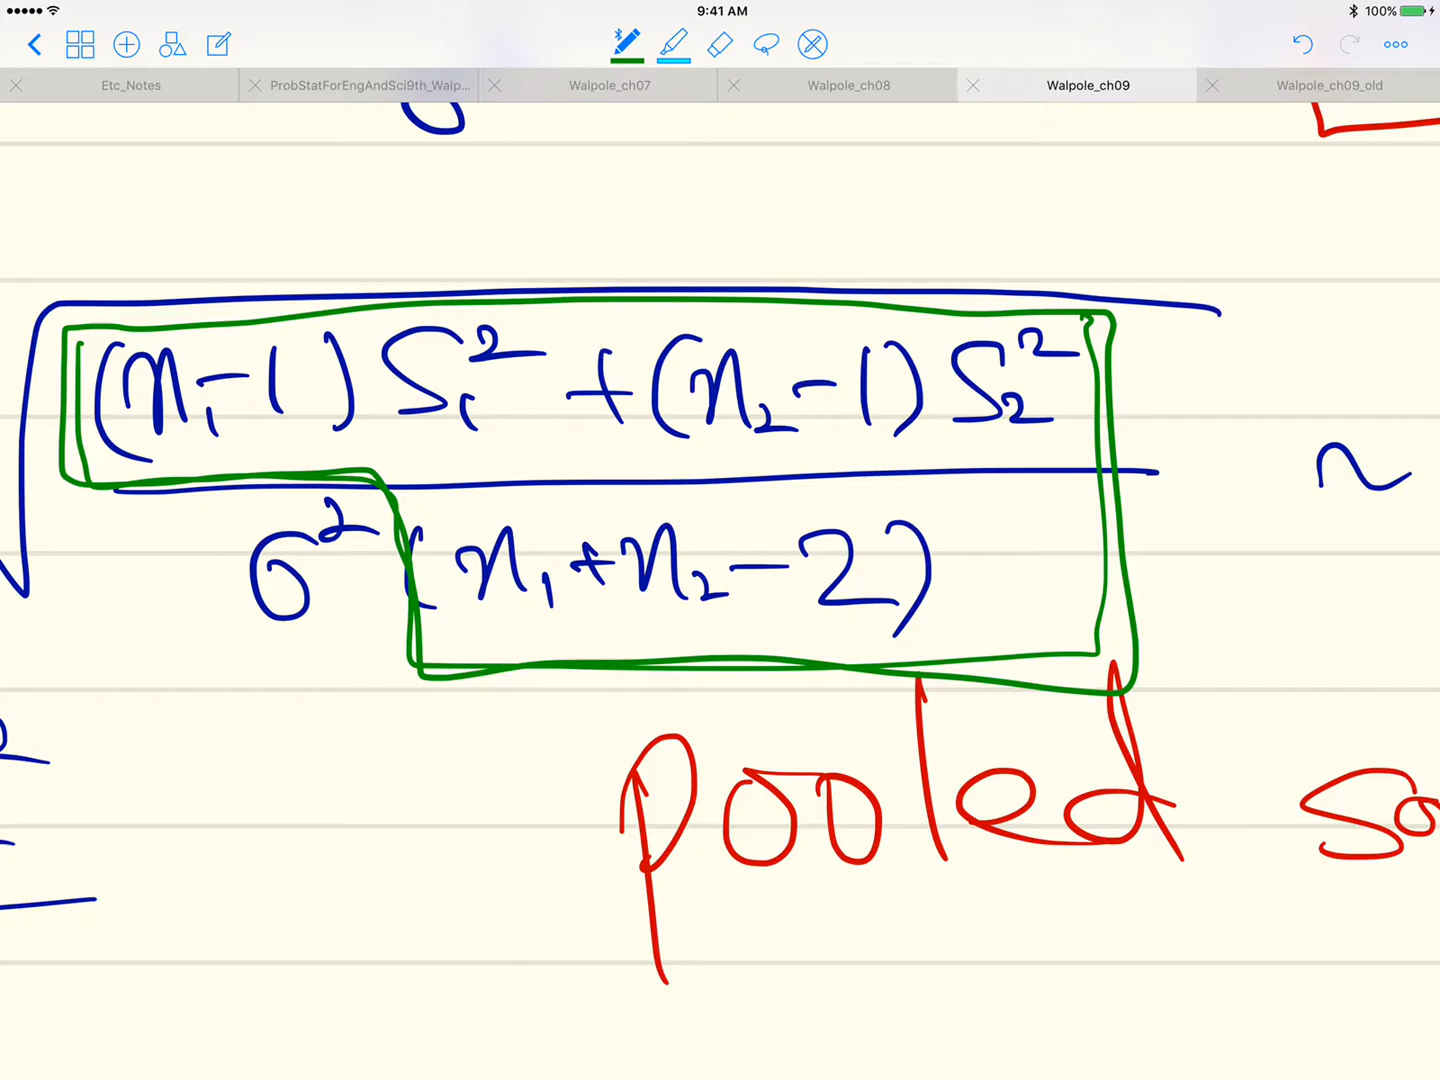 9:41 AM
100%
Etc_Notes
ProbStatForEngAndSci9th_Walp...
Walpole_ch07
Walpole_ch08
Walpole_ch09
Walpole_ch09_old
√((n₁-1)S₁² + (n₂-1)S₂²
σ²(n₁+n₂-2) ~
pooled